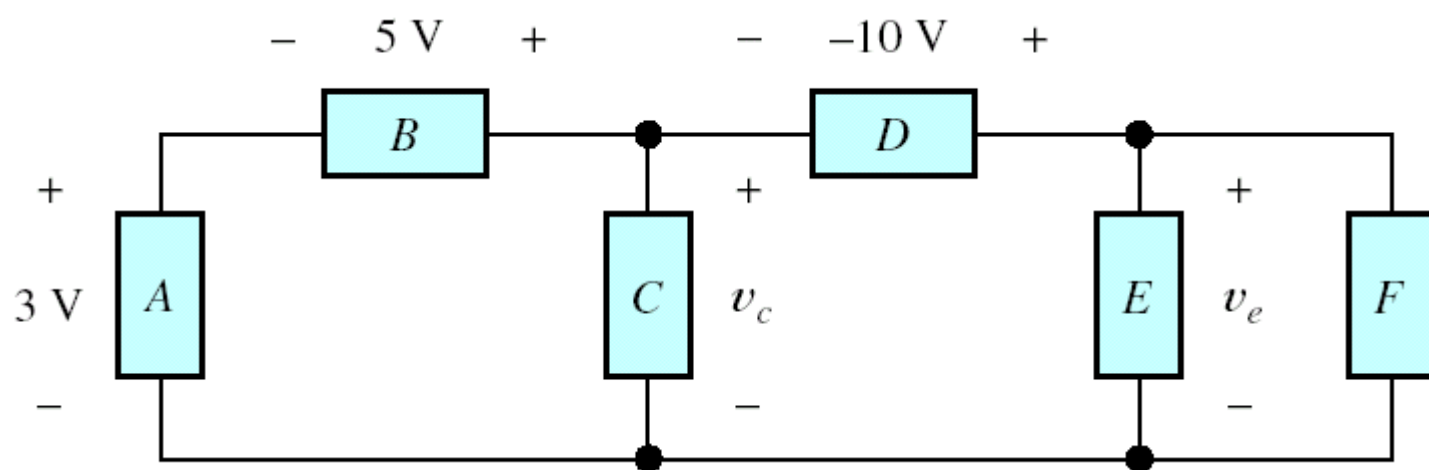 – 5 V + – –10 V +
B D
+ + +
3 V A C v_c E v_e F
– – –